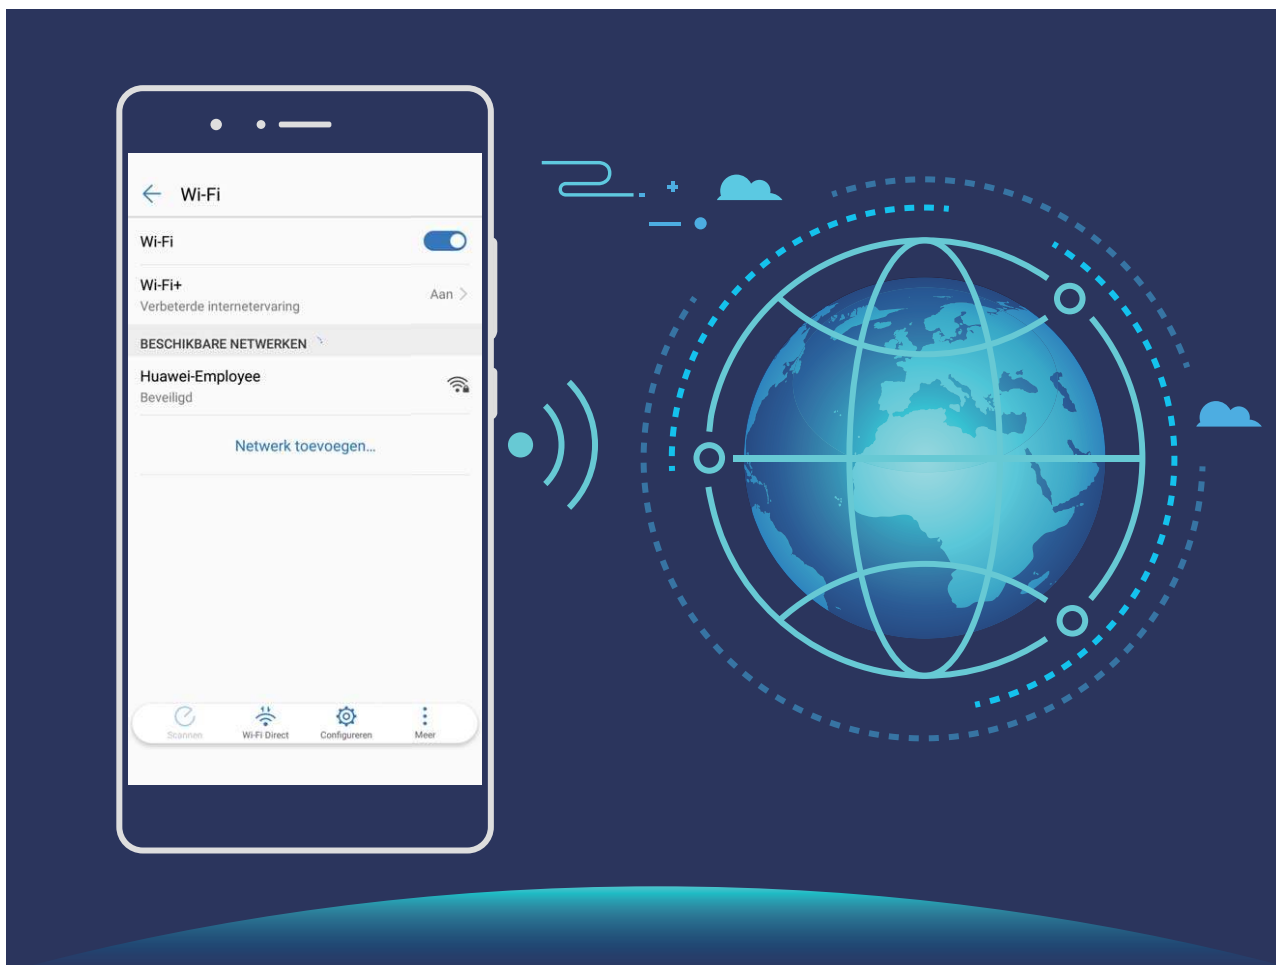 Wi-Fi
Wi-Fi
Wi-Fi+
Verbeterde internetervaring
Aan
BESCHIKBARE NETWERKEN
Huawei-Employee
Beveiligd
Netwerk toevoegen...
Scannen Wi-Fi Direct Configureren Meer